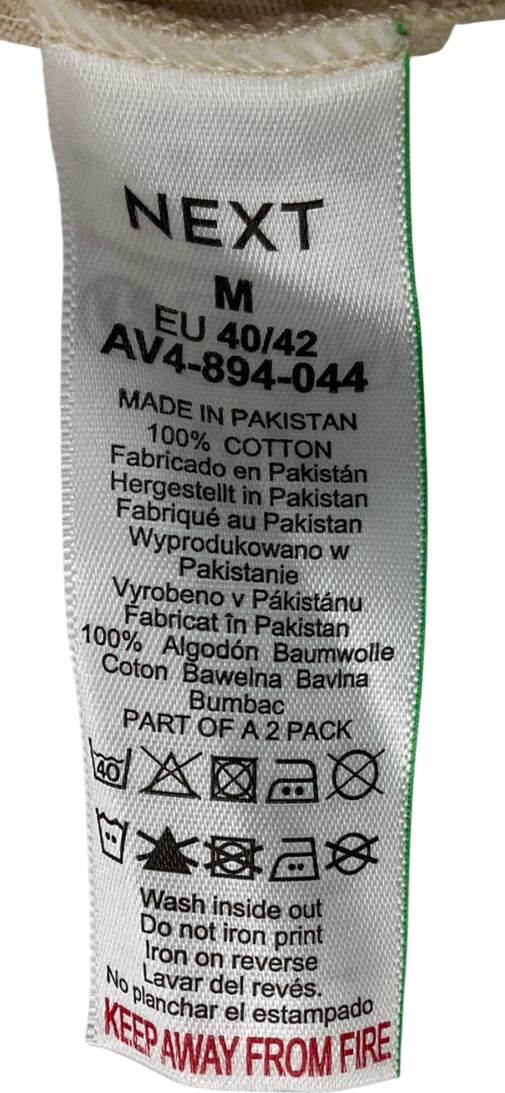 NEXT
M
EU 40/42
AV4-894-044
MADE IN PAKISTAN
100% COTTON
Fabricado en Pakistán
Hergestellt in Pakistan
Fabriqué au Pakistan
Wyprodukowano w
Pakistanie
Vyrobeno v Pákistánu
Fabricat în Pakistan
100% Algodón Baumwolle
Coton Bawełna Bavlna
Bumbac
PART OF A 2 PACK
40
Wash inside out
Do not iron print
Iron on reverse
Lavar del revés.
No planchar el estampado
KEEP AWAY FROM FIRE